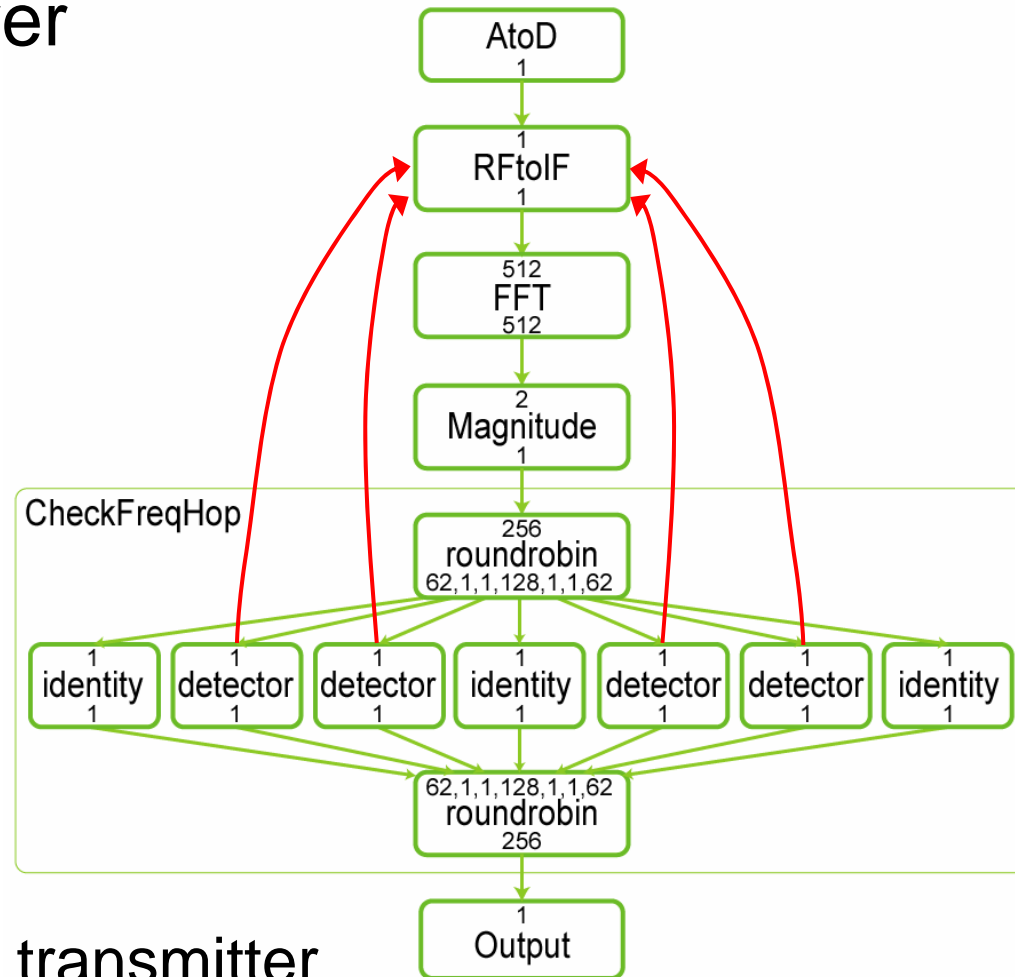 er
AtoD
1
1
RFtoIF
1
512
FFT
512
2
Magnitude
1
CheckFreqHop
256
roundrobin
62,1,1,128,1,1,62
1 1 1 1 1 1 1
identity detector detector identity detector detector identity
1 1 1 1 1 1 1
62,1,1,128,1,1,62
roundrobin
256
1
Output
transmitter